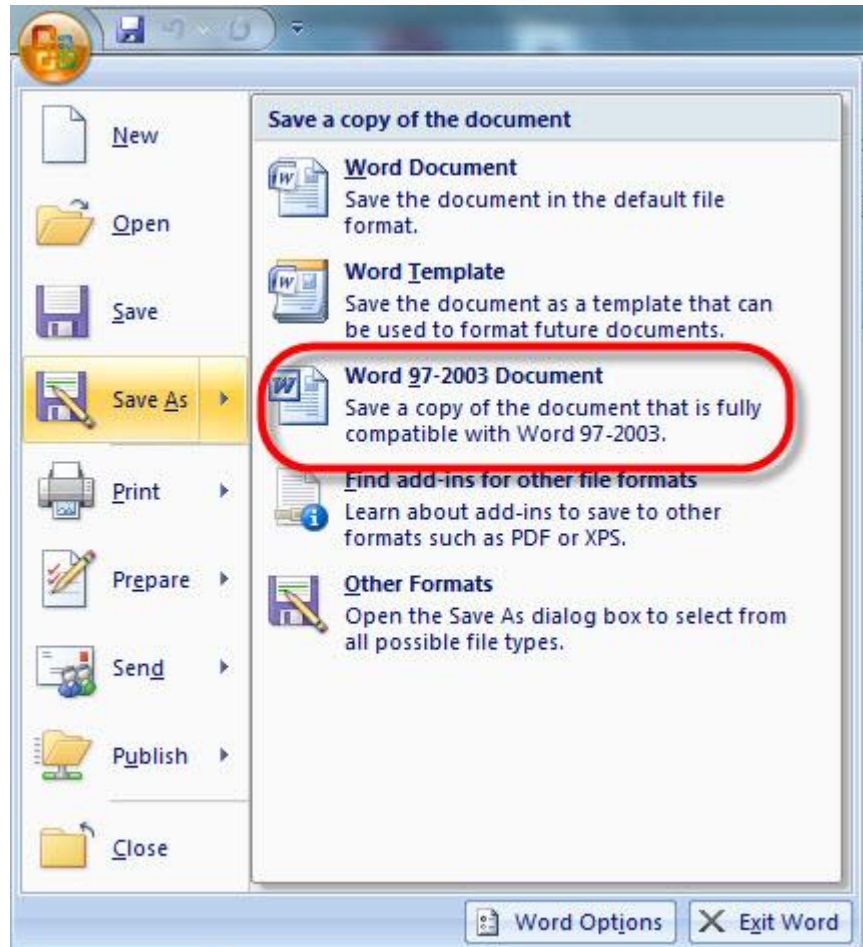 New
Open
Save
Save As
Print
Prepare
Send
Publish
Close
Save a copy of the document
Word Document
Save the document in the default file
format.
Word Template
Save the document as a template that can
be used to format future documents.
Word 97-2003 Document
Save a copy of the document that is fully
compatible with Word 97-2003.
Find add-ins for other file formats
Learn about add-ins to save to other
formats such as PDF or XPS.
Other Formats
Open the Save As dialog box to select from
all possible file types.
Word Options
Exit Word